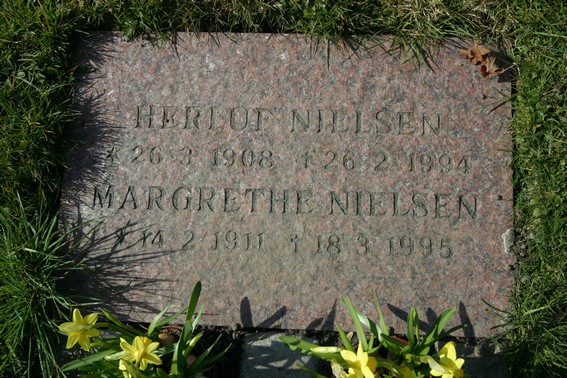 HERLUF NIELSEN
* 26 3 1908 † 26 2 1994
MARGRETHE NIELSEN
* 14 2 1911 † 18 3 1995